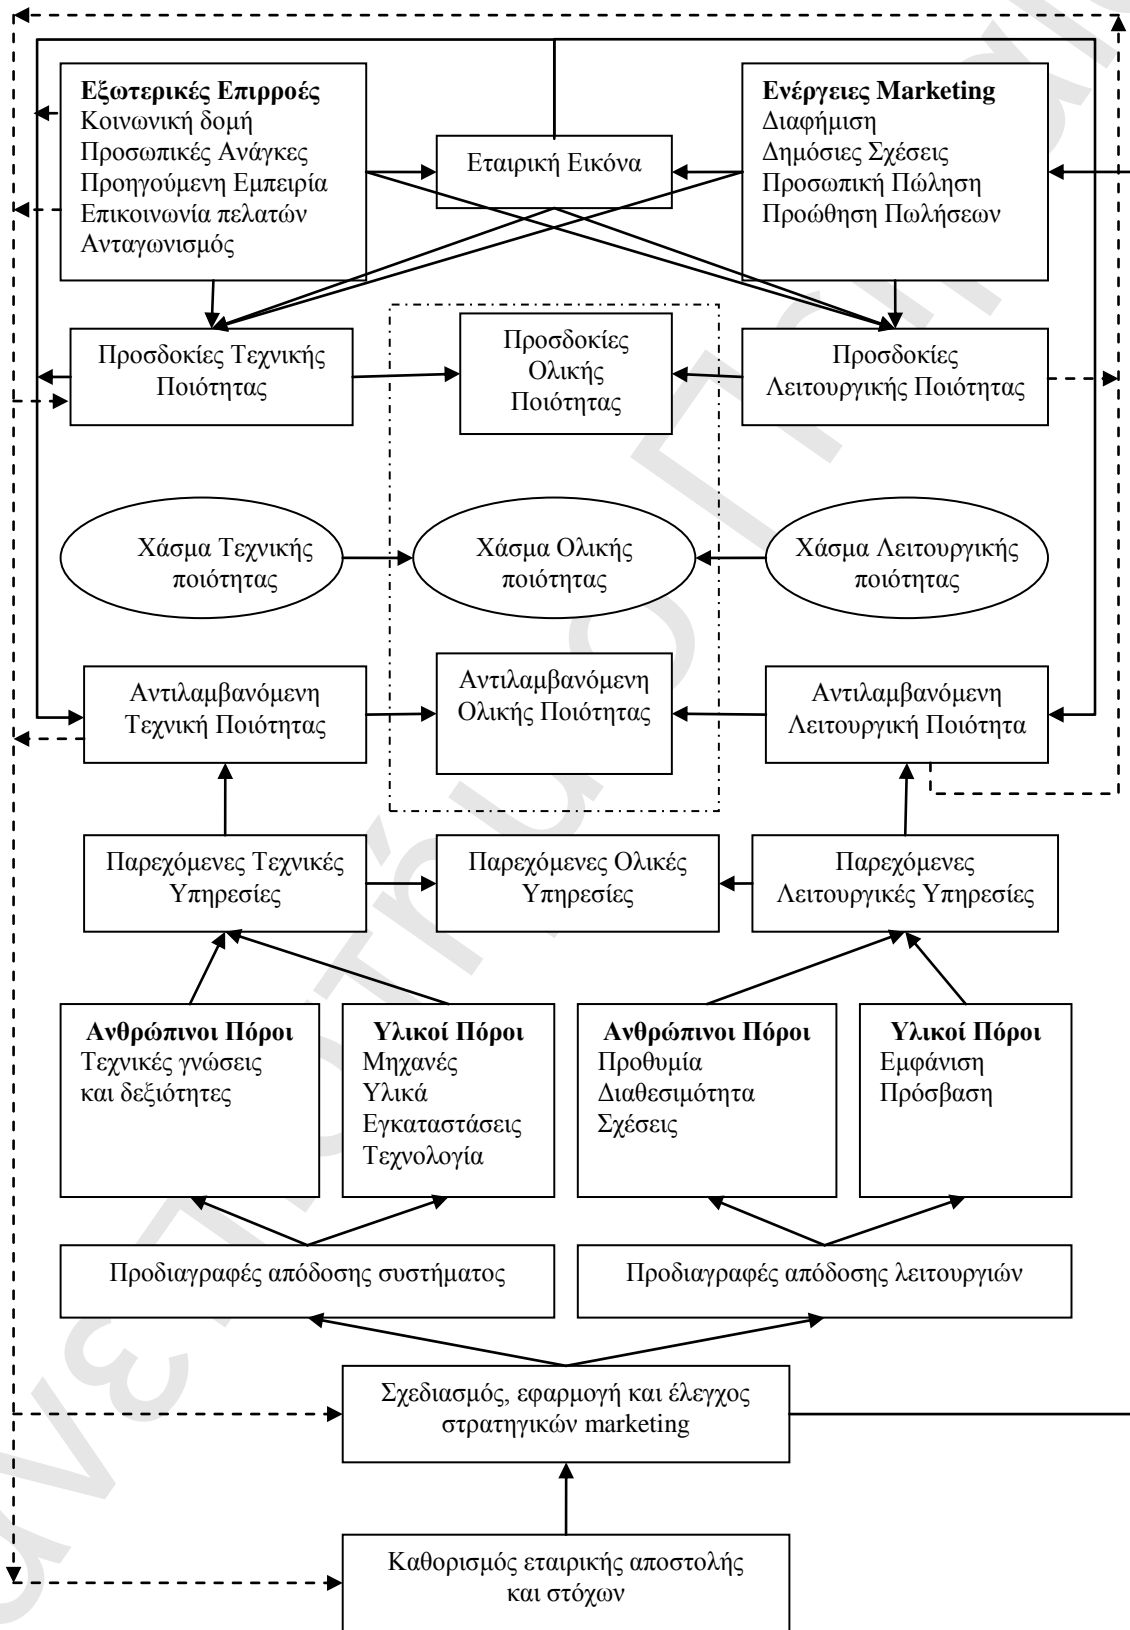 Εξωτερικές Επιρροές
Κοινωνική δομή
Προσωπικές Ανάγκες
Προηγούμενη Εμπειρία
Επικοινωνία πελατών
Ανταγωνισμός
Εταιρική Εικόνα
Ενέργειες Marketing
Διαφήμιση
Δημόσιες Σχέσεις
Προσωπική Πώληση
Προώθηση Πωλήσεων
Προσδοκίες Τεχνικής
Ποιότητας
Προσδοκίες
Ολικής
Ποιότητας
Προσδοκίες
Λειτουργικής Ποιότητας
Χάσμα Τεχνικής
ποιότητας
Χάσμα Ολικής
ποιότητας
Χάσμα Λειτουργικής
ποιότητας
Αντιλαμβανόμενη
Τεχνική Ποιότητας
Αντιλαμβανόμενη
Ολικής Ποιότητας
Αντιλαμβανόμενη
Λειτουργική Ποιότητα
Παρεχόμενες Τεχνικές
Υπηρεσίες
Παρεχόμενες Ολικές
Υπηρεσίες
Παρεχόμενες
Λειτουργικές Υπηρεσίες
Ανθρώπινοι Πόροι
Τεχνικές γνώσεις
και δεξιότητες
Υλικοί Πόροι
Μηχανές
Υλικά
Εγκαταστάσεις
Τεχνολογία
Ανθρώπινοι Πόροι
Προθυμία
Διαθεσιμότητα
Σχέσεις
Υλικοί Πόροι
Εμφάνιση
Πρόσβαση
Προδιαγραφές απόδοσης συστήματος
Προδιαγραφές απόδοσης λειτουργιών
Σχεδιασμός, εφαρμογή και έλεγχος
στρατηγικών marketing
Καθορισμός εταιρικής αποστολής
και στόχων